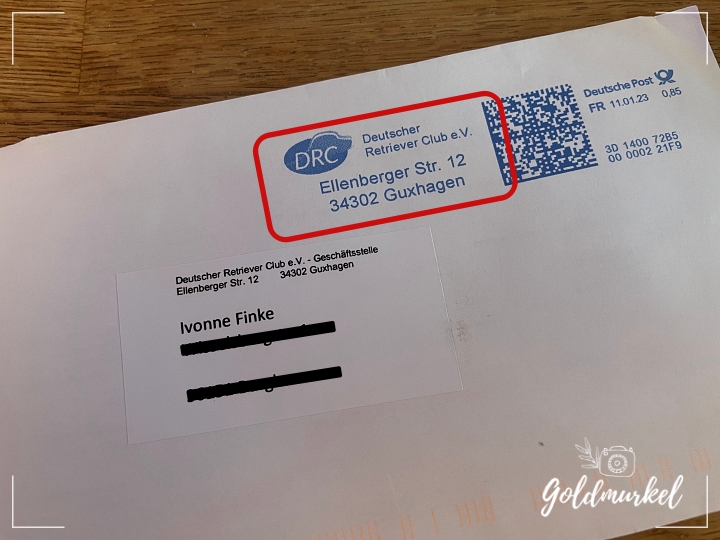 DRC
Deutscher
Retriever Club e.V.
Ellenberger Str. 12
34302 Guxhagen
Deutsche Post
FR 11.01.23 0,85
3D 1400 72B5
00 0002 21F9
Deutscher Retriever Club e.V. - Geschäftsstelle
Ellenberger Str. 12 34302 Guxhagen
Ivonne Finke
Goldmurkel